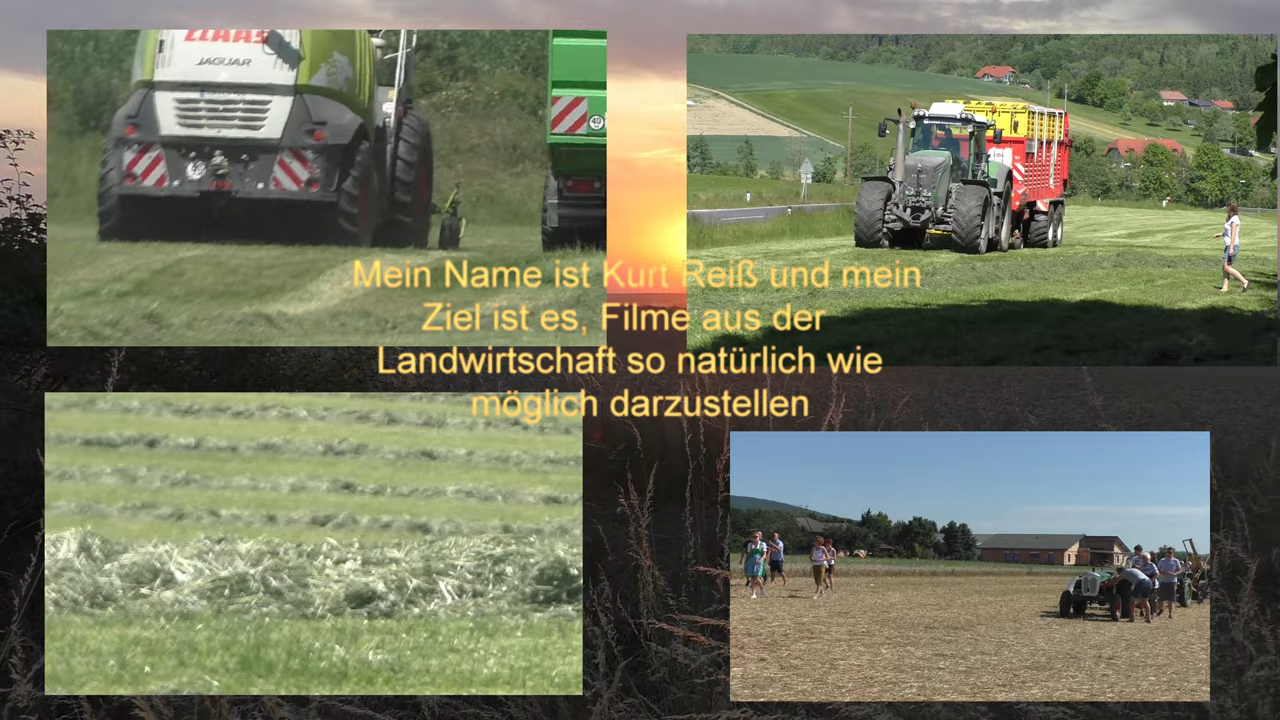 CLAAS
JAGUAR
40
Mein Name ist Kurt Reiß und mein
Ziel ist es, Filme aus der
Landwirtschaft so natürlich wie
möglich darzustellen